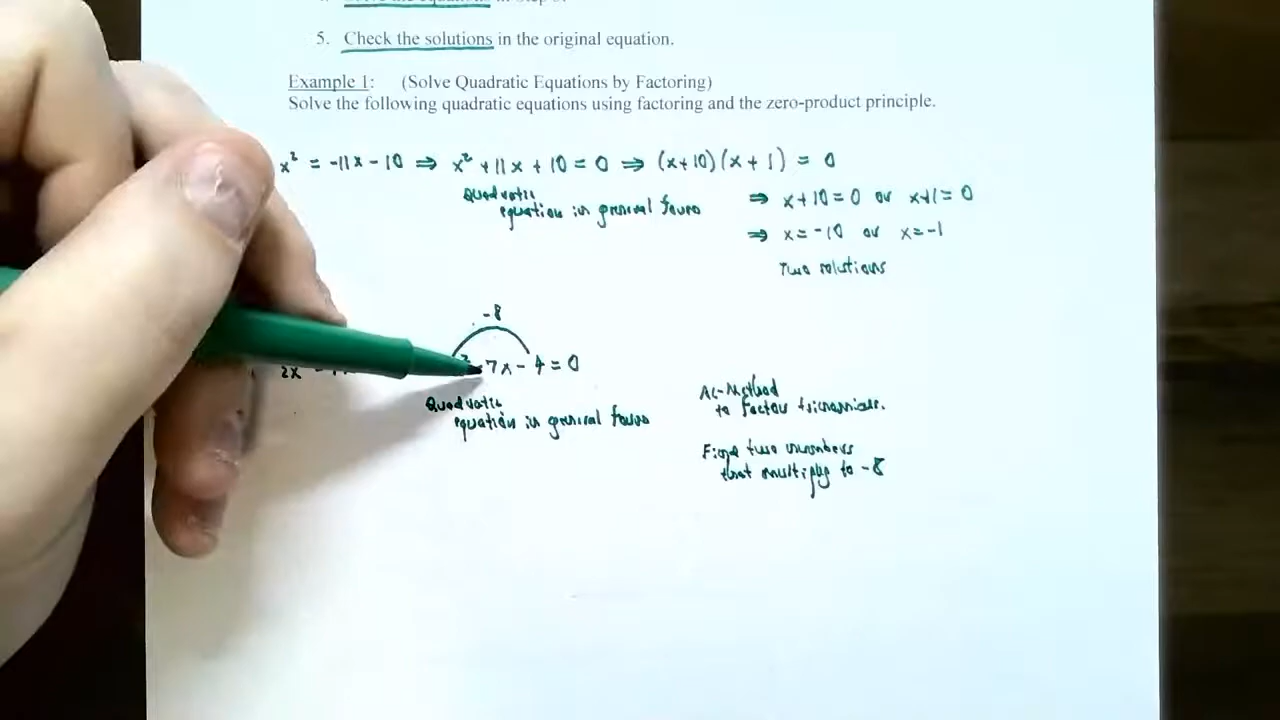 5. Check the solutions in the original equation.
Example 1: (Solve Quadratic Equations by Factoring)
Solve the following quadratic equations using factoring and the zero-product principle.
x² = -11x - 10 ⇒ x² + 11x + 10 = 0 ⇒ (x+10)(x+1) = 0
Quadratic
equation in general form
⇒ x+10=0 or x+1=0
⇒ x=-10 or x=-1
Two solutions
-8
2x -7x - 4 = 0
Quadratic
equation in general form
AC-Method
to factor trinomials.
Find two numbers
that multiply to -8